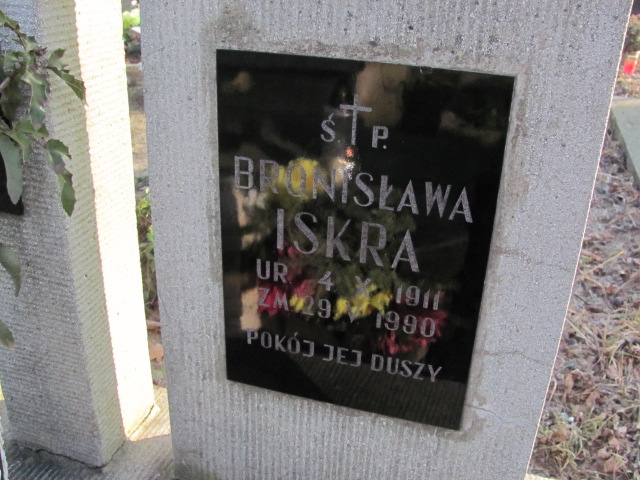 Ś. P.
BRONISŁAWA
ISKRA
UR. 4 X 1911
ZM. 29. V 1990
POKÓJ JEJ DUSZY